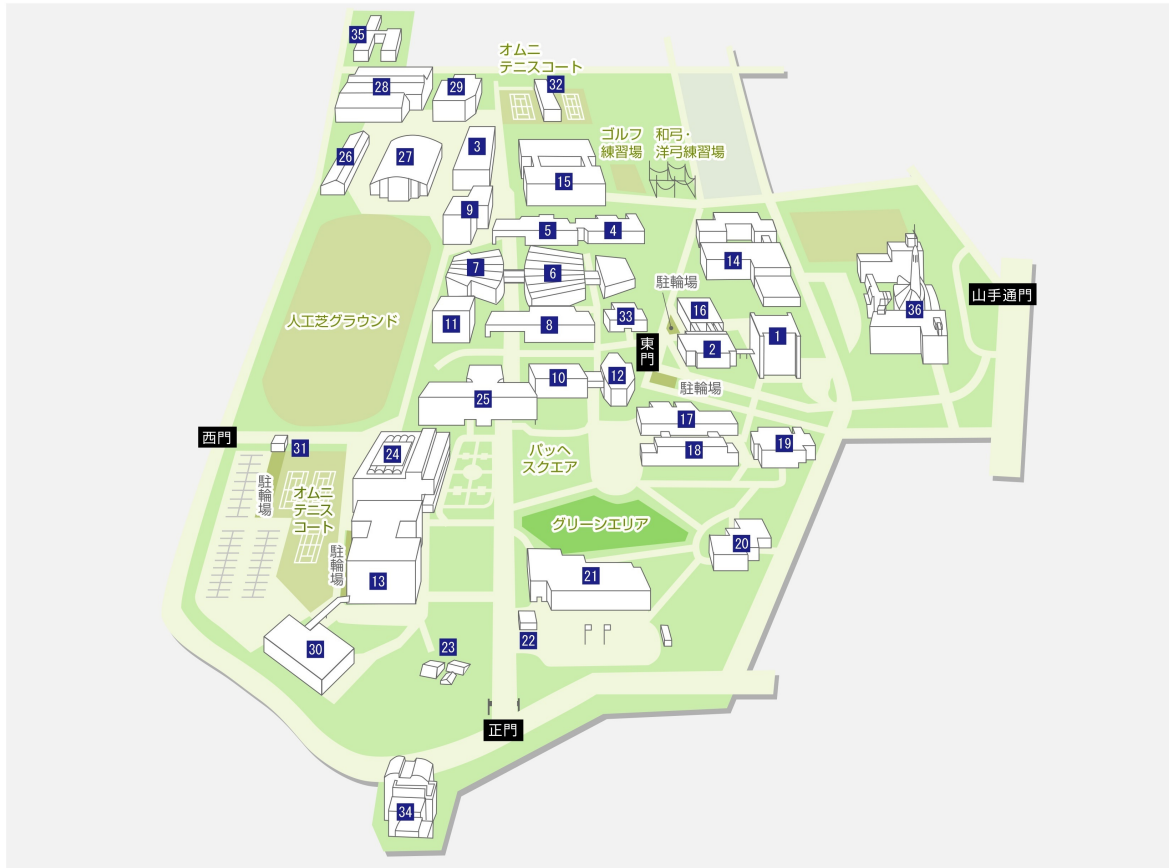 35
オムニ
テニスコート
28
29
32
ゴルフ
練習場
和弓・
洋弓練習場
3
26
27
15
9
5
4
7
6
14
駐輪場
山手通門
16
36
人工芝グラウンド
11
8
33
1
東門
2
10
12
駐輪場
25
17
西門
31
24
バッヘ
スクエア
18
19
駐輪場
オムニ
テニス
コート
グリーンエリア
20
駐輪場
13
21
22
30
23
正門
34